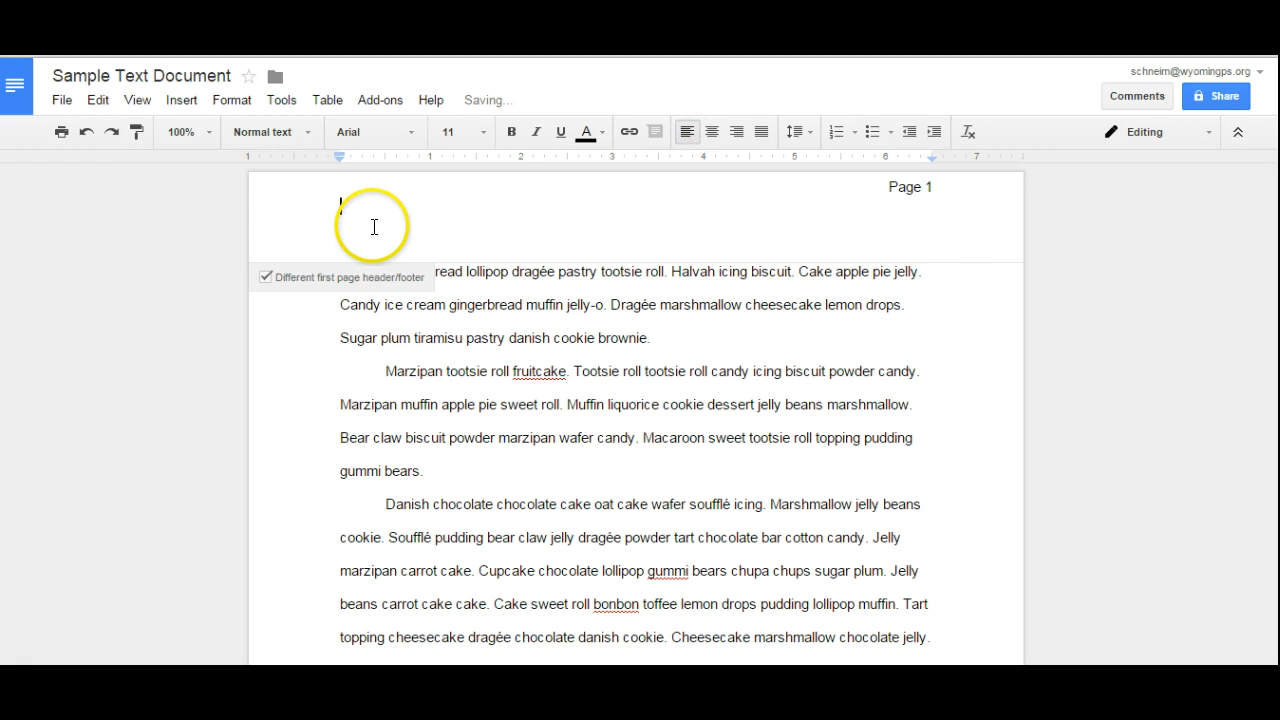 Sample Text Document
schneim@wyomingps.org
File Edit View Insert Format Tools Table Add-ons Help Saving...
Comments Share
100% Normal text Arial 11 B I U A Editing
1 1 2 3 4 5 6 7
Page 1
Different first page header/footer
read lollipop dragée pastry tootsie roll. Halvah icing biscuit. Cake apple pie jelly.
Candy ice cream gingerbread muffin jelly-o. Dragée marshmallow cheesecake lemon drops.
Sugar plum tiramisu pastry danish cookie brownie.
Marzipan tootsie roll fruitcake. Tootsie roll tootsie roll candy icing biscuit powder candy.
Marzipan muffin apple pie sweet roll. Muffin liquorice cookie dessert jelly beans marshmallow.
Bear claw biscuit powder marzipan wafer candy. Macaroon sweet tootsie roll topping pudding
gummi bears.
Danish chocolate chocolate cake oat cake wafer soufflé icing. Marshmallow jelly beans
cookie. Soufflé pudding bear claw jelly dragée powder tart chocolate bar cotton candy. Jelly
marzipan carrot cake. Cupcake chocolate lollipop gummi bears chupa chups sugar plum. Jelly
beans carrot cake cake. Cake sweet roll bonbon toffee lemon drops pudding lollipop muffin. Tart
topping cheesecake dragée chocolate danish cookie. Cheesecake marshmallow chocolate jelly.